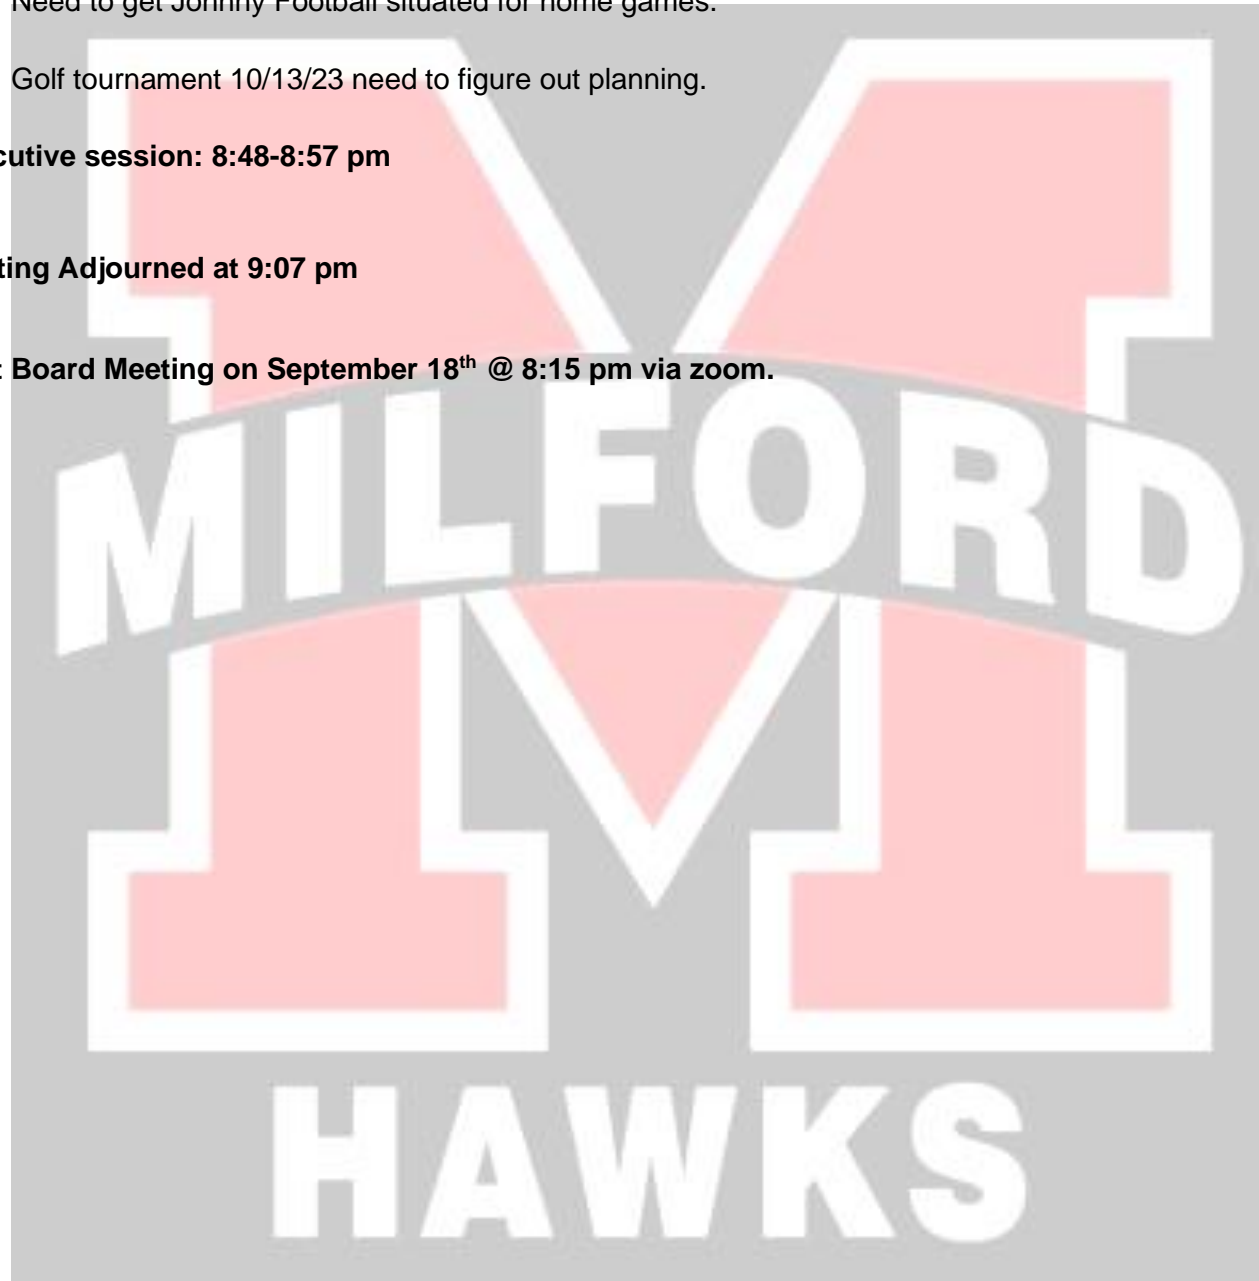 Need to get Johnny Football situated for home games.
Golf tournament 10/13/23 need to figure out planning.
cutive session: 8:48-8:57 pm
ting Adjourned at 9:07 pm
: Board Meeting on September 18th @ 8:15 pm via zoom.
MILFORD
HAWKS